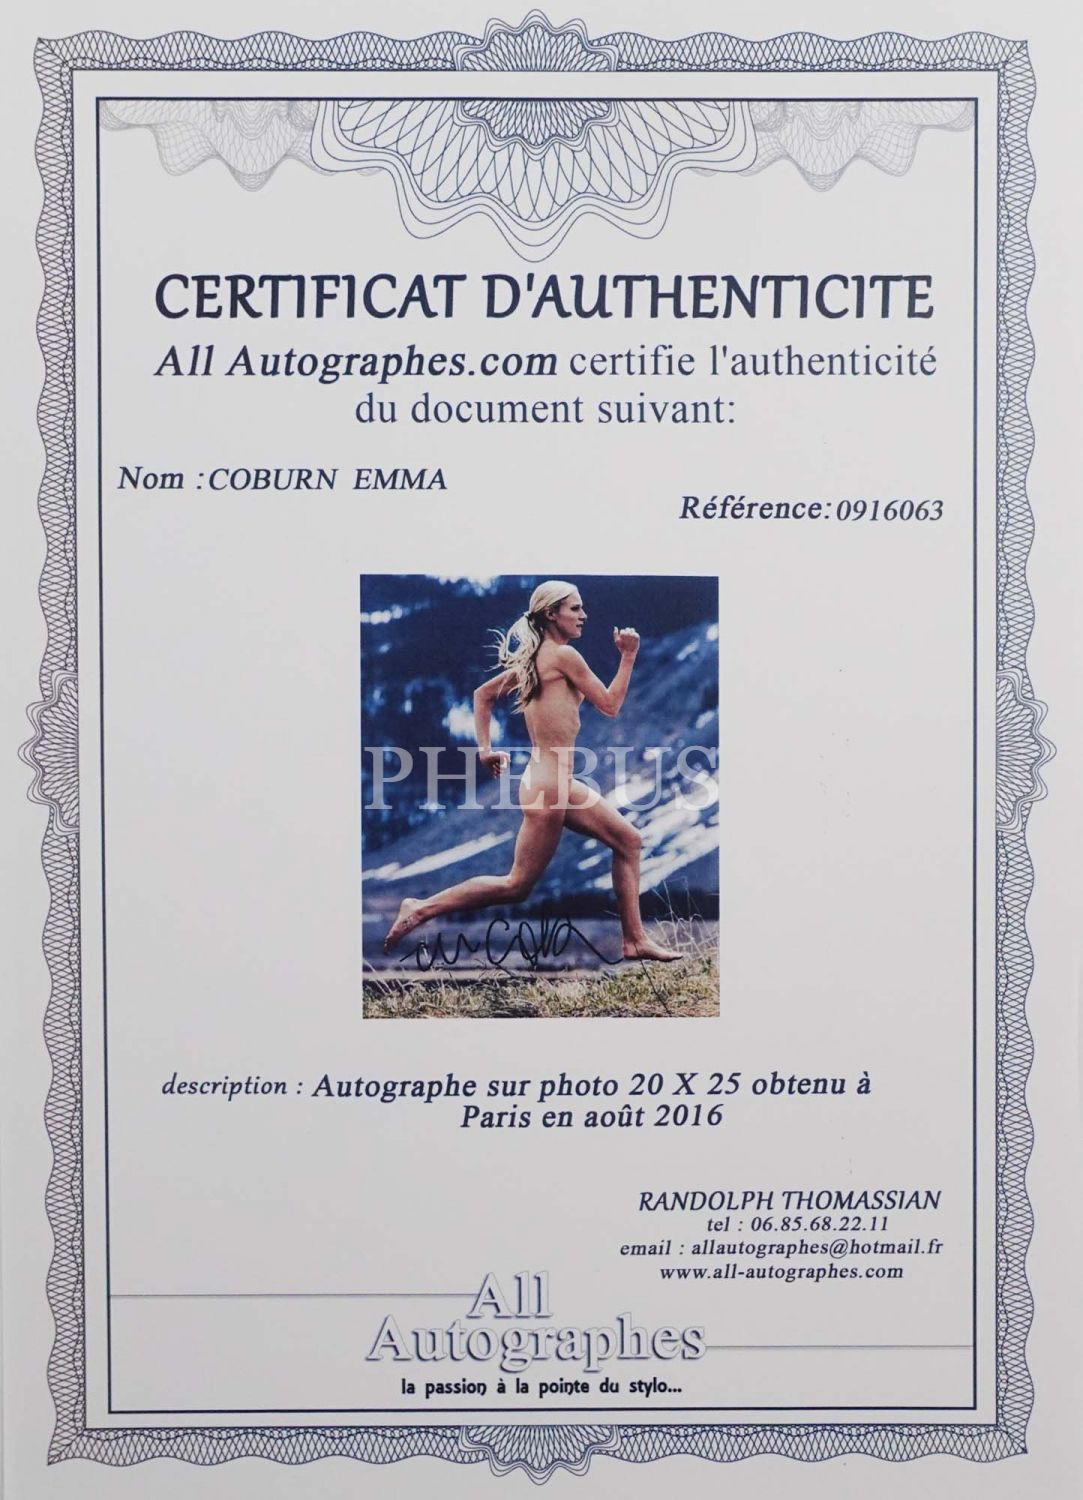 CERTIFICAT D'AUTHENTICITE
All Autographes.com certifie l'authenticité
du document suivant:
Nom :COBURN EMMA
Référence:0916063
PHEBUS
description : Autographe sur photo 20 X 25 obtenu à
Paris en août 2016
RANDOLPH THOMASSIAN
tel : 06.85.68.22.11
email : allautographes@hotmail.fr
www.all-autographes.com
All
Autographes
la passion à la pointe du stylo...